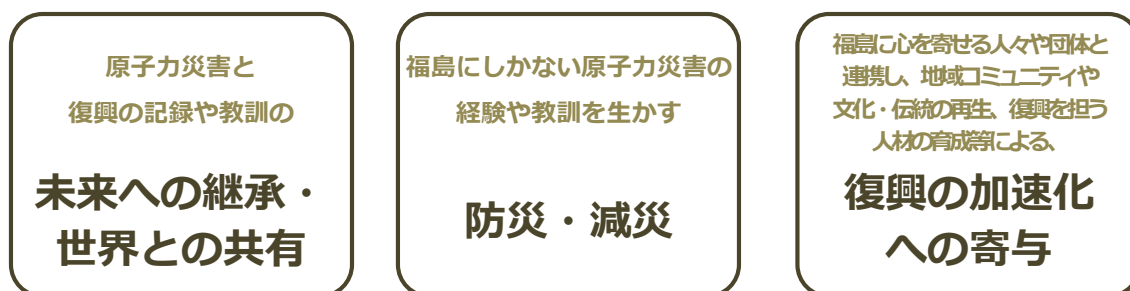 原子力災害と
復興の記録や教訓の
未来への継承・
世界との共有
福島にしかない原子力災害の
経験や教訓を生かす
防災・減災
福島に心を寄せる人々や団体と
連携し、地域コミュニティや
文化・伝統の再生、復興を担う
人材の育成等による、
復興の加速化
への寄与